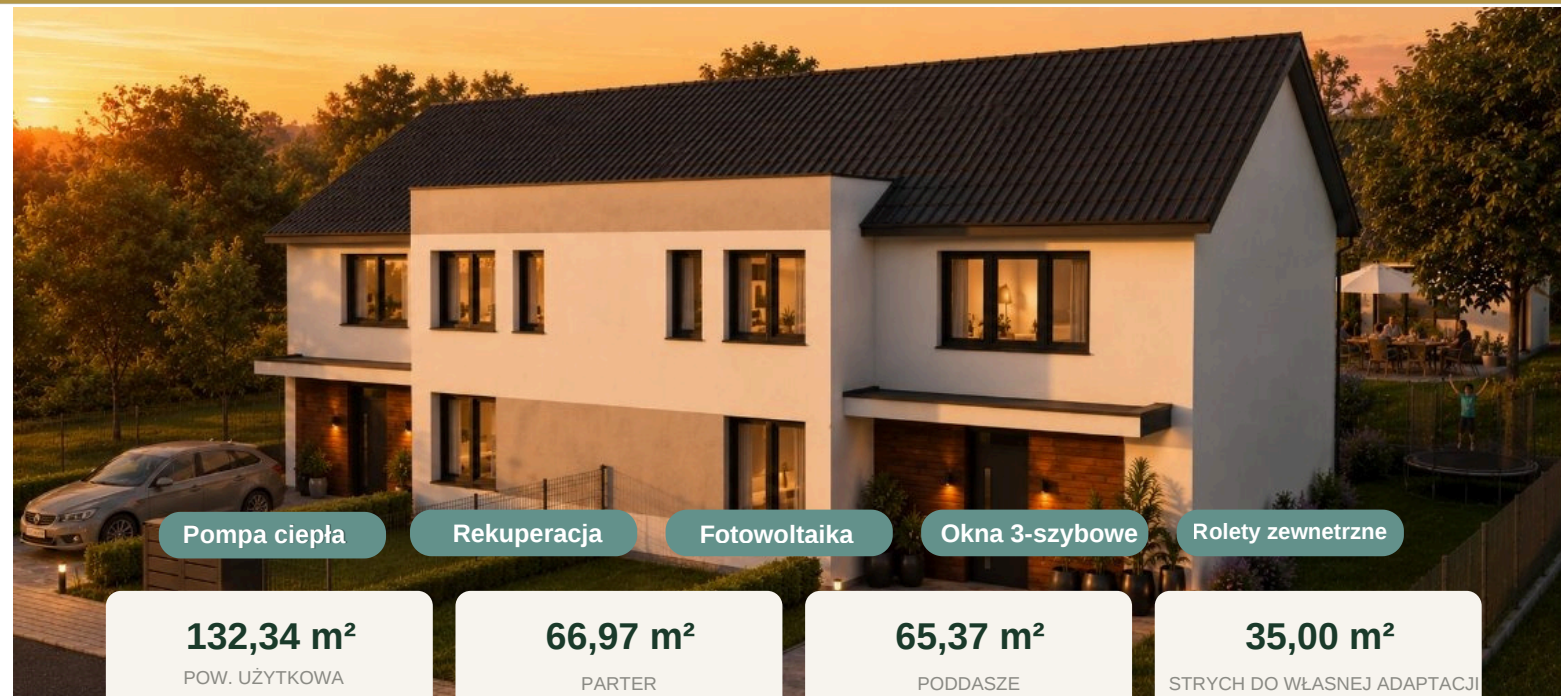 Pompa ciepła
Rekuperacja
Fotowoltaika
Okna 3-szybowe
Rolety zewnetrzne
132,34 m²
POW. UŻYTKOWA
66,97 m²
PARTER
65,37 m²
PODDASZE
35,00 m²
STRYCH DO WŁASNEJ ADAPTACJI